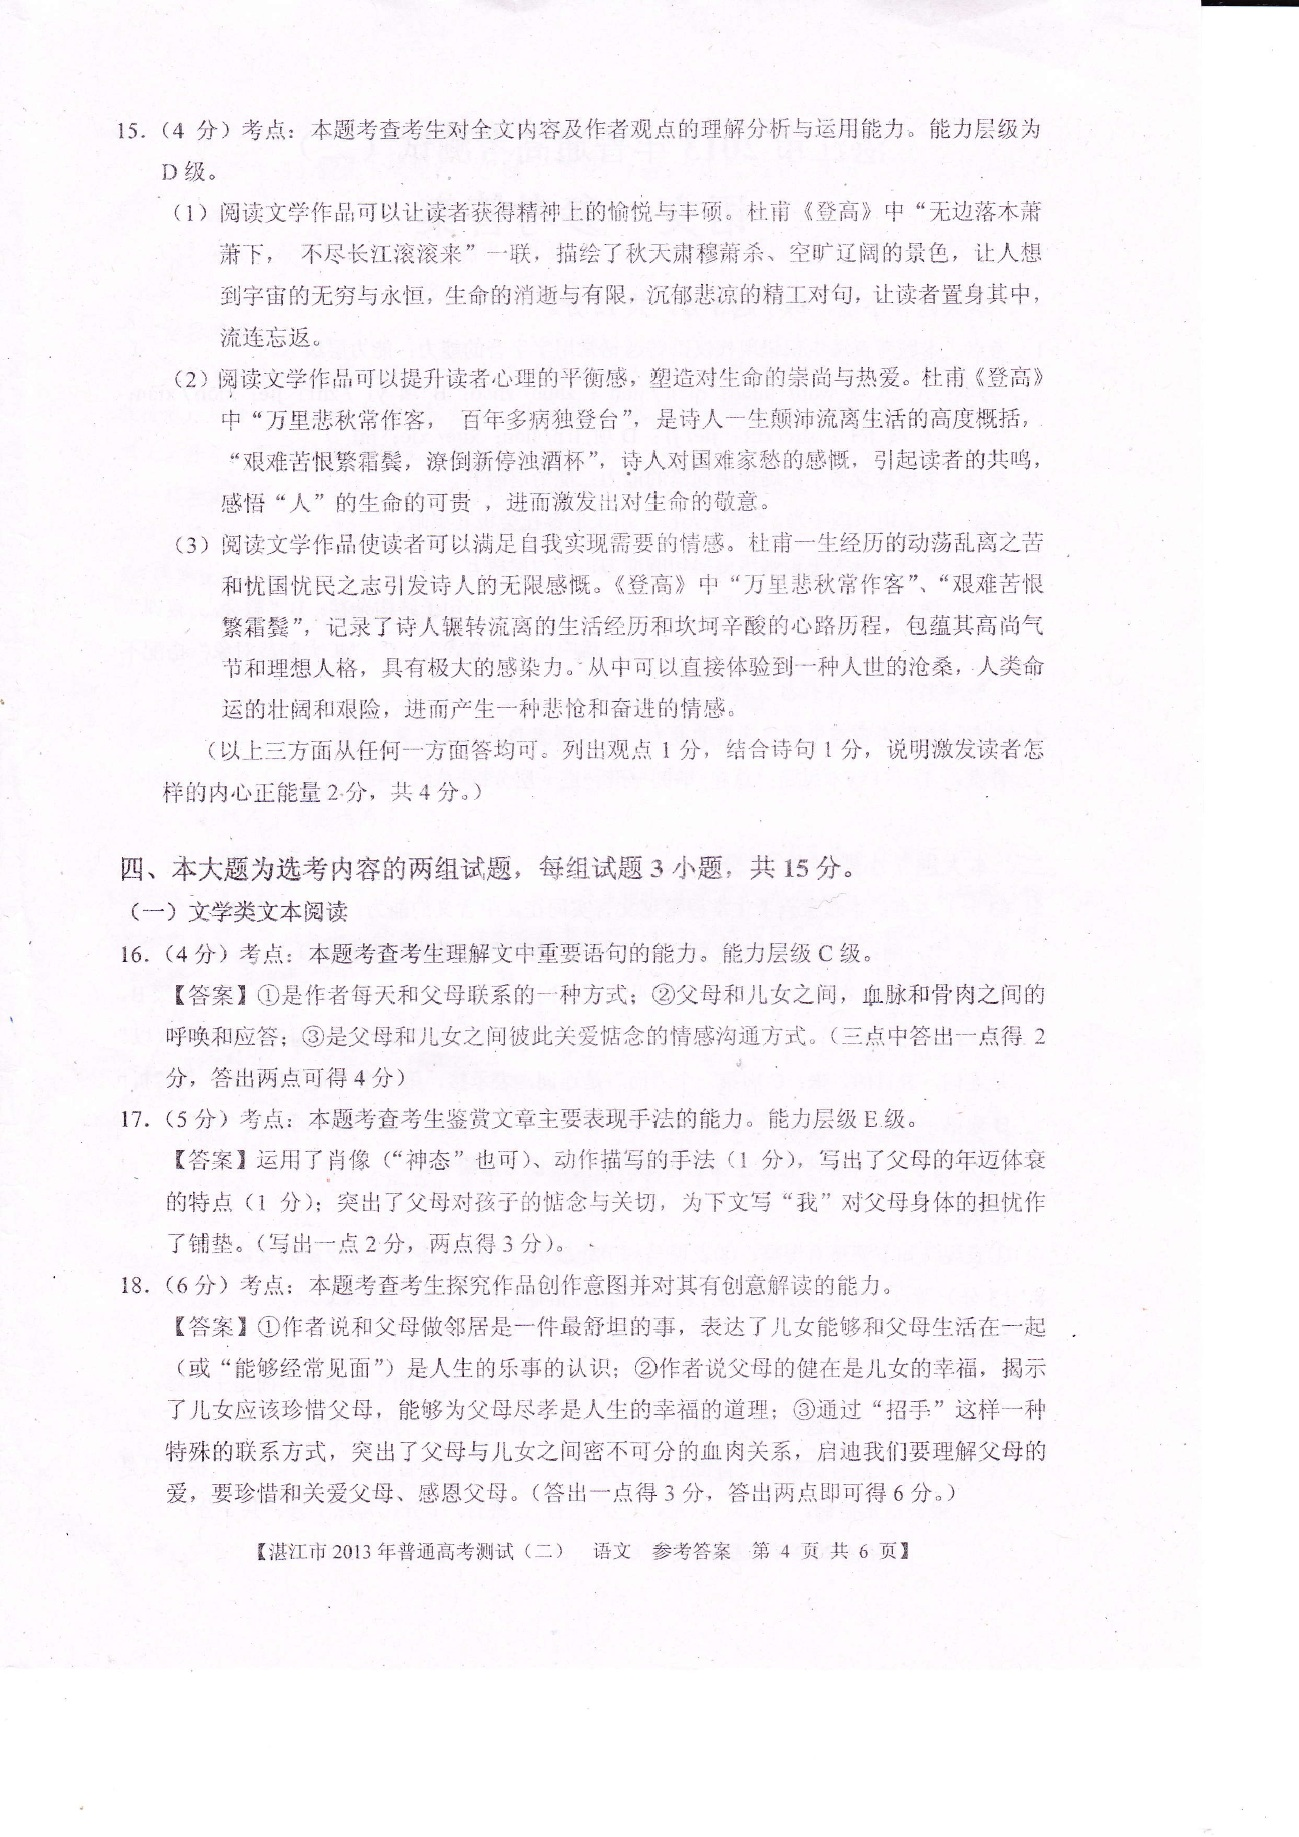 15.（4 分）考点：本题考查考生对全文内容及作者观点的理解分析与运用能力。能力层级为
D 级。
（1）阅读文学作品可以让读者获得精神上的愉悦与丰硕。杜甫《登高》中“无边落木萧
萧下， 不尽长江滚滚来”一联，描绘了秋天肃穆萧杀、空旷辽阔的景色，让人想
到宇宙的无穷与永恒，生命的消逝与有限，沉郁悲凉的精工对句，让读者置身其中，
流连忘返。
（2）阅读文学作品可以提升读者心理的平衡感，塑造对生命的崇尚与热爱。杜甫《登高》
中“万里悲秋常作客， 百年多病独登台”，是诗人一生颠沛流离生活的高度概括，
“艰难苦恨繁霜鬓，潦倒新停浊酒杯”，诗人对国难家愁的感慨，引起读者的共鸣，
感悟“人”的生命的可贵 ，进而激发出对生命的敬意。
（3）阅读文学作品使读者可以满足自我实现需要的情感。杜甫一生经历的动荡乱离之苦
和忧国忧民之志引发诗人的无限感慨。《登高》中“万里悲秋常作客”、“艰难苦恨
繁霜鬓”，记录了诗人辗转流离的生活经历和坎坷辛酸的心路历程，包蕴其高尚气
节和理想人格，具有极大的感染力。从中可以直接体验到一种人世的沧桑，人类命
运的壮阔和艰险，进而产生一种悲怆和奋进的情感。
（以上三方面从任何一方面答均可。列出观点 1 分，结合诗句 1 分，说明激发读者怎
样的内心正能量 2 分，共 4 分。）
四、本大题为选考内容的两组试题，每组试题 3 小题，共 15 分。
（一）文学类文本阅读
16.（4 分）考点：本题考查考生理解文中重要语句的能力。能力层级 C 级。
【答案】①是作者每天和父母联系的一种方式；②父母和儿女之间，血脉和骨肉之间的
呼唤和应答；③是父母和儿女之间彼此关爱惦念的情感沟通方式。（三点中答出一点得 2
分，答出两点可得 4 分）
17.（5 分）考点：本题考查考生鉴赏文章主要表现手法的能力。能力层级 E 级。
【答案】运用了肖像（“神态”也可）、动作描写的手法（1 分），写出了父母的年迈体衰
的特点（1 分）；突出了父母对孩子的惦念与关切，为下文写“我”对父母身体的担忧作
了铺垫。（写出一点 2 分，两点得 3 分）。
18.（6 分）考点：本题考查考生探究作品创作意图并对其有创意解读的能力。
【答案】①作者说和父母做邻居是一件最舒坦的事，表达了儿女能够和父母生活在一起
（或“能够经常见面”）是人生的乐事的认识；②作者说父母的健在是儿女的幸福，揭示
了儿女应该珍惜父母，能够为父母尽孝是人生的幸福的道理；③通过“招手”这样一种
特殊的联系方式，突出了父母与儿女之间密不可分的血肉关系，启迪我们要理解父母的
爱，要珍惜和关爱父母、感恩父母。（答出一点得 3 分，答出两点即可得 6 分。）
【湛江市 2013 年普通高考测试（二） 语文 参考答案 第 4 页 共 6 页】